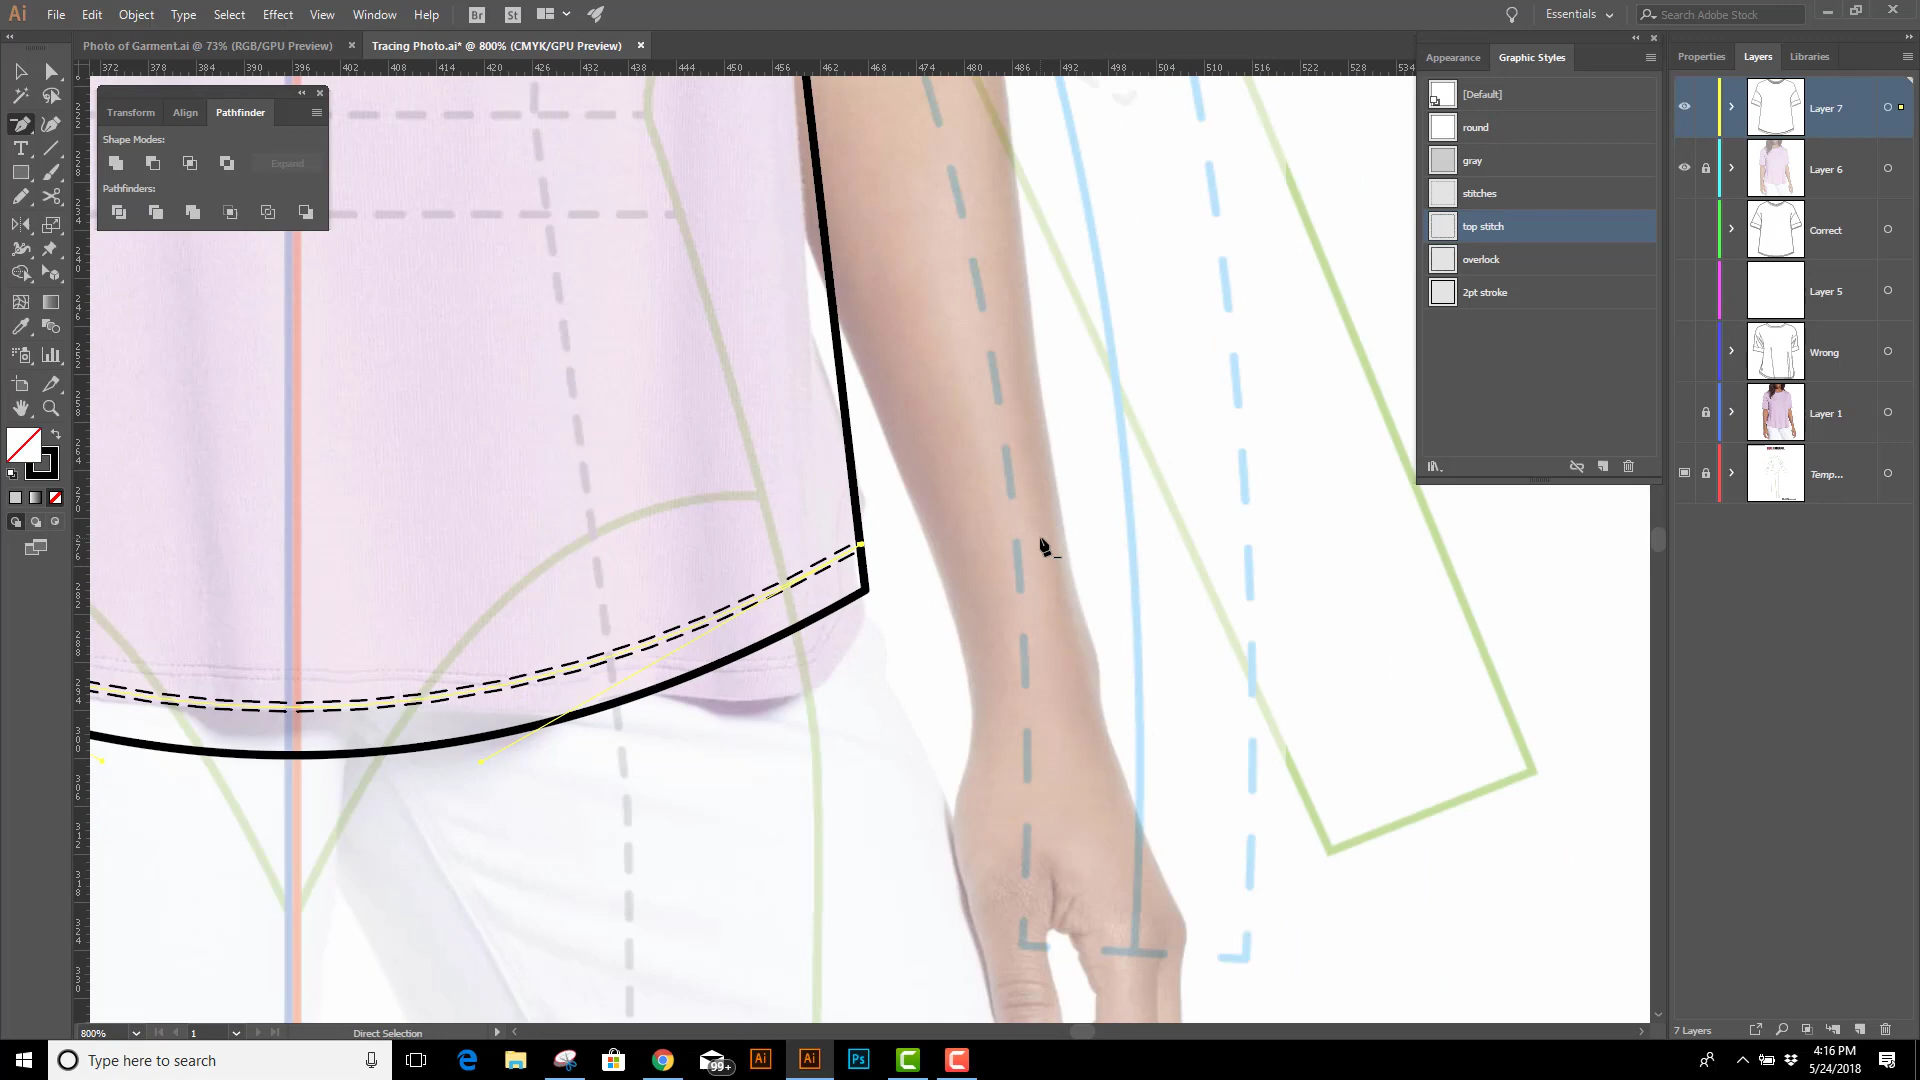 Ai File Edit Object Type Select Effect View Window Help Br St Essentials Search Adobe Stock
Photo of Garment.ai @ 73% (RGB/GPU Preview) × Tracing Photo.ai* @ 800% (CMYK/GPU Preview) ×
372 378 384 390 396 402 408 414 420 426 432 438 444 450 456 462 468 474 480 486 492 498 504 510 516 522 528 534
Transform Align Pathfinder
Shape Modes:
Expand
Pathfinders:
Appearance Graphic Styles
[Default]
round
gray
stitches
top stitch
overlock
2pt stroke
Properties Layers Libraries
Layer 7
Layer 6
Correct
Layer 5
Wrong
Layer 1
Temp...
7 Layers
800% 1 Direct Selection
Type here to search
99+
Ai Ai Ps
4:16 PM
5/24/2018